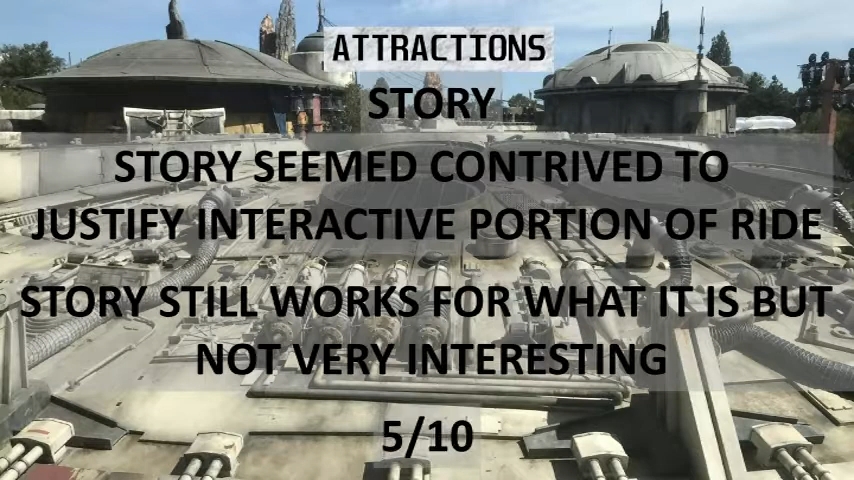 ATTRACTIONS
STORY
STORY SEEMED CONTRIVED TO
JUSTIFY INTERACTIVE PORTION OF RIDE
STORY STILL WORKS FOR WHAT IT IS BUT
NOT VERY INTERESTING
5/10